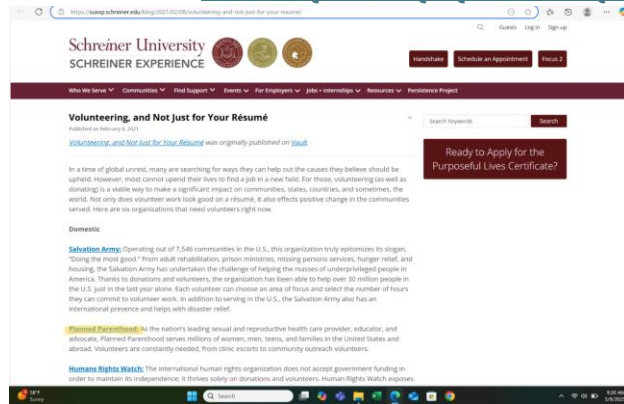 https://suexp.schreiner.edu/blog/2021/02/08/volunteering-and-not-just-for-your-resume/
Guests Log In Sign up
Schreiner University
SCHREINER EXPERIENCE
Handshake Schedule an Appointment Focus 2
Who We Serve Communities Find Support Events For Employers Jobs + Internships Resources Persistence Project
Volunteering, and Not Just for Your Résumé
Published on February 8, 2021
Search Keywords Search
Volunteering, and Not Just for Your Résumé was originally published on Vault.
Ready to Apply for the
Purposeful Lives Certificate?
In a time of global unrest, many are searching for ways they can help out the causes they believe should be
upheld. However, most cannot upend their lives to find a job in a new field. For those, volunteering (as well as
donating) is a viable way to make a significant impact on communities, states, countries, and sometimes, the
world. Not only does volunteer work look good on a résumé, it also effects positive change in the communities
served. Here are six organizations that need volunteers right now.
Domestic
Salvation Army: Operating out of 7,546 communities in the U.S., this organization truly epitomizes its slogan,
"Doing the most good." From adult rehabilitation, prison ministries, missing persons services, hunger relief, and
housing, the Salvation Army has undertaken the challenge of helping the masses of underprivileged people in
America. Thanks to donations and volunteers, the organization has been able to help over 30 million people in
the U.S. just in the last year alone. Each volunteer can choose an area of focus and select the number of hours
they can commit to volunteer work. In addition to serving in the U.S., the Salvation Army also has an
international presence and helps with disaster relief.
Planned Parenthood: As the nation's leading sexual and reproductive health care provider, educator, and
advocate, Planned Parenthood serves millions of women, men, teens, and families in the United States and
abroad. Volunteers are constantly needed, from clinic escorts to community outreach volunteers.
Humans Rights Watch: The international human rights organization does not accept government funding in
order to maintain its independence; it thrives solely on donations and volunteers. Human Rights Watch exposes
58°F
Sunny
Search
9:20 AM